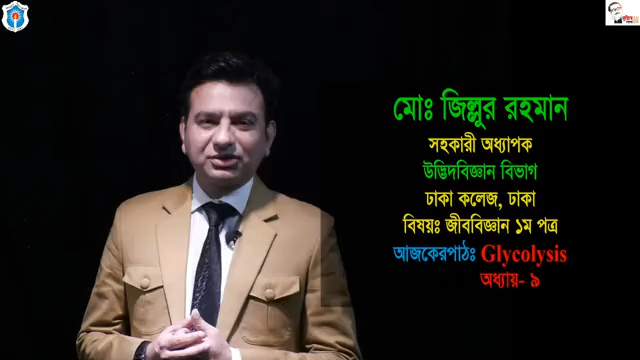 মোঃ জিল্লুর রহমান
সহকারী অধ্যাপক
উদ্ভিদবিজ্ঞান বিভাগ
ঢাকা কলেজ, ঢাকা
বিষয়ঃ জীববিজ্ঞান ১ম পত্র
আজকেরপাঠঃ Glycolysis
অধ্যায়- ৯